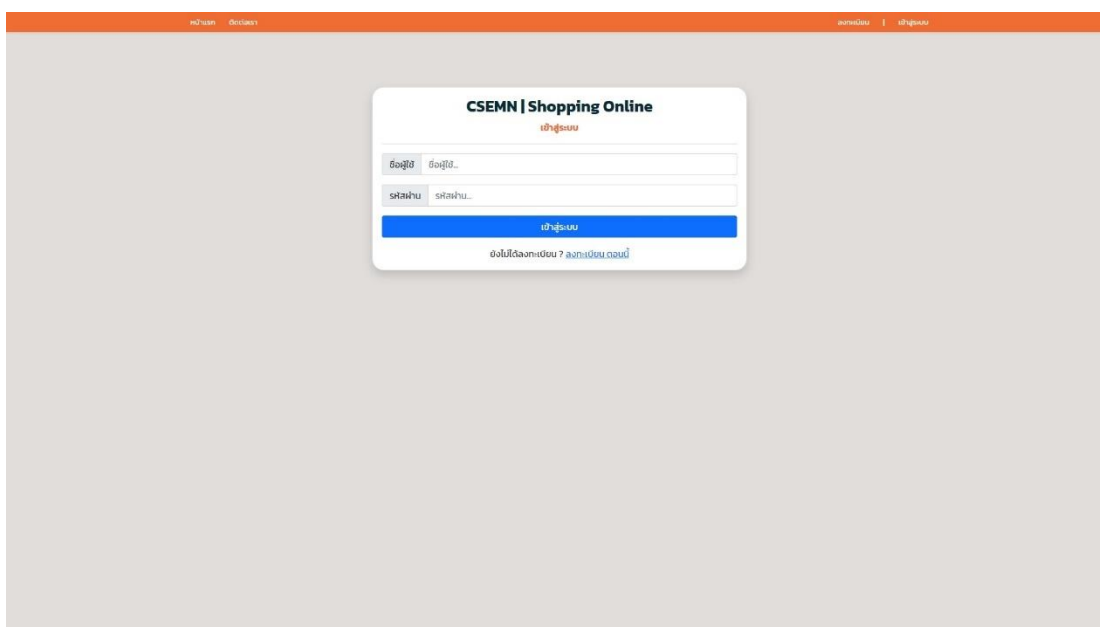 หน้าแรก ติดต่อเรา ลงทะเบียน | เข้าสู่ระบบ
CSEMN | Shopping Online
เข้าสู่ระบบ
ชื่อผู้ใช้ ชื่อผู้ใช้...
รหัสผ่าน รหัสผ่าน...
เข้าสู่ระบบ
ยังไม่ได้ลงทะเบียน ? ลงทะเบียน ตอนนี้